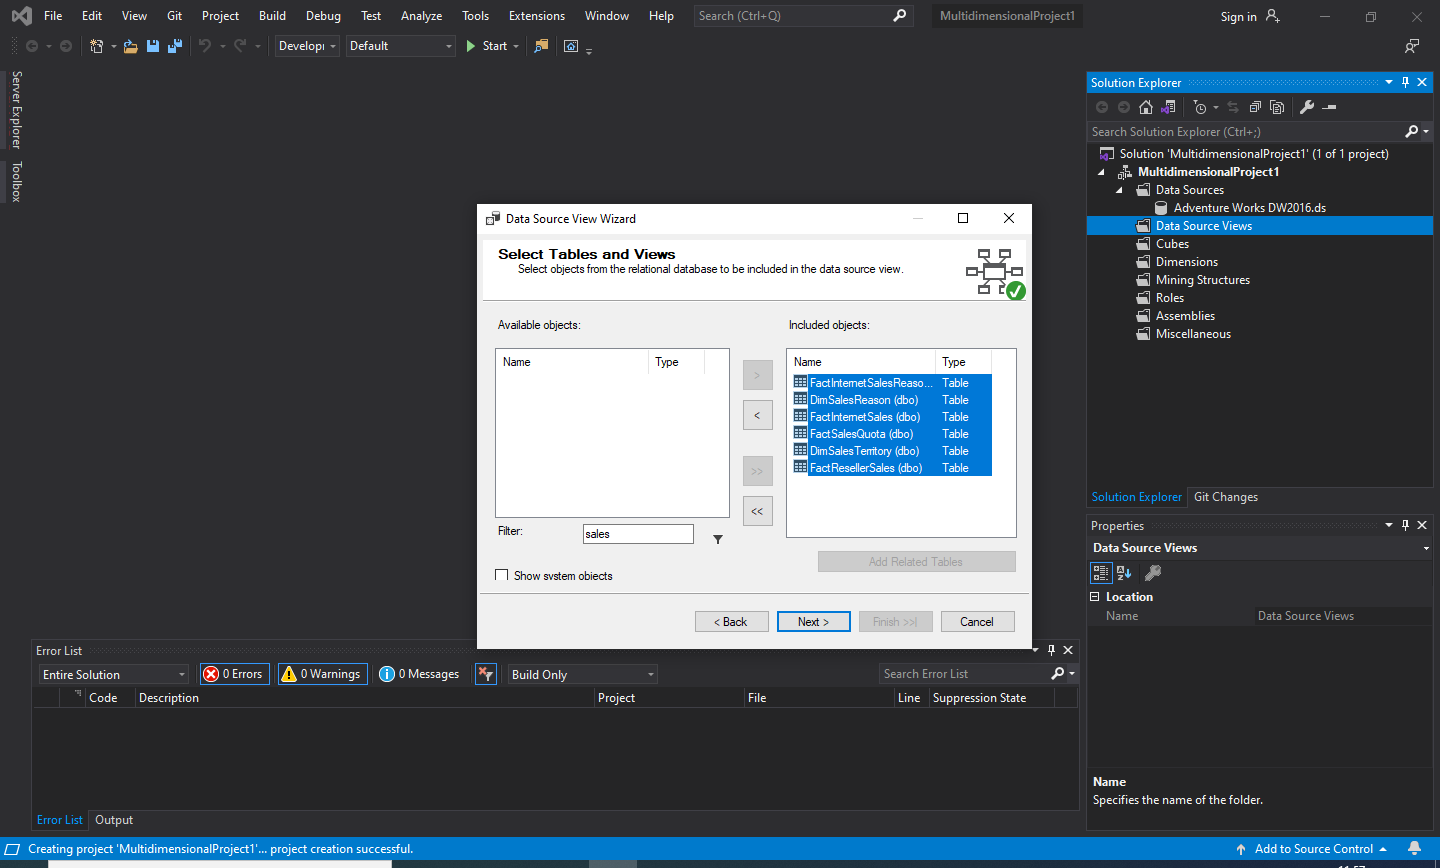 File Edit View Git Project Build Debug Test Analyze Tools Extensions Window Help Search (Ctrl+Q) MultidimensionalProject1 Sign in
Develop Default Start
Server Explorer
Toolbox
Solution Explorer
Search Solution Explorer (Ctrl+;)
Solution 'MultidimensionalProject1' (1 of 1 project)
MultidimensionalProject1
Data Sources
Adventure Works DW2016.ds
Data Source Views
Cubes
Dimensions
Mining Structures
Roles
Assemblies
Miscellaneous
Solution Explorer Git Changes
Data Source View Wizard
Select Tables and Views
Select objects from the relational database to be included in the data source view.
Available objects:
Name Type
Included objects:
Name Type
FactInternetSalesReaso... Table
DimSalesReason (dbo) Table
FactInternetSales (dbo) Table
FactSalesQuota (dbo) Table
DimSalesTerritory (dbo) Table
FactResellerSales (dbo) Table
>
<
>>
<<
Filter: sales
Add Related Tables
Show system objects
< Back Next > Finish >>| Cancel
Properties
Data Source Views
Location
Name Data Source Views
Name
Specifies the name of the folder.
Error List
Entire Solution 0 Errors 0 Warnings 0 Messages Build Only Search Error List
Code Description Project File Line Suppression State
Error List Output
Creating project 'MultidimensionalProject1'... project creation successful. Add to Source Control